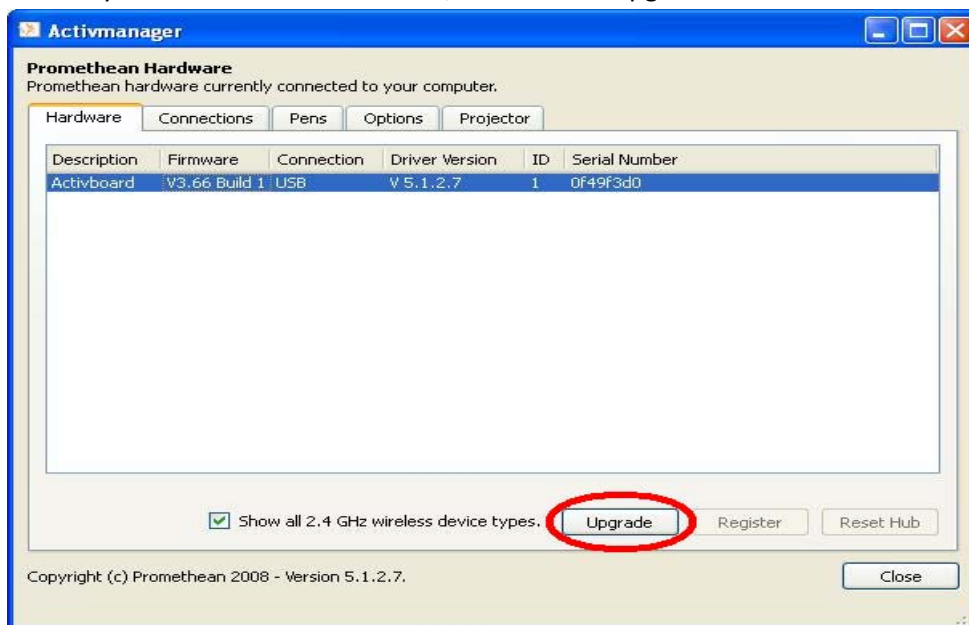 Activmanager
Promethean Hardware
Promethean hardware currently connected to your computer.
Hardware Connections Pens Options Projector
Description Firmware Connection Driver Version ID Serial Number
Activboard V3.66 Build 1 USB V 5.1.2.7 1 0f49f3d0
Show all 2.4 GHz wireless device types. Upgrade Register Reset Hub
Copyright (c) Promethean 2008 - Version 5.1.2.7. Close